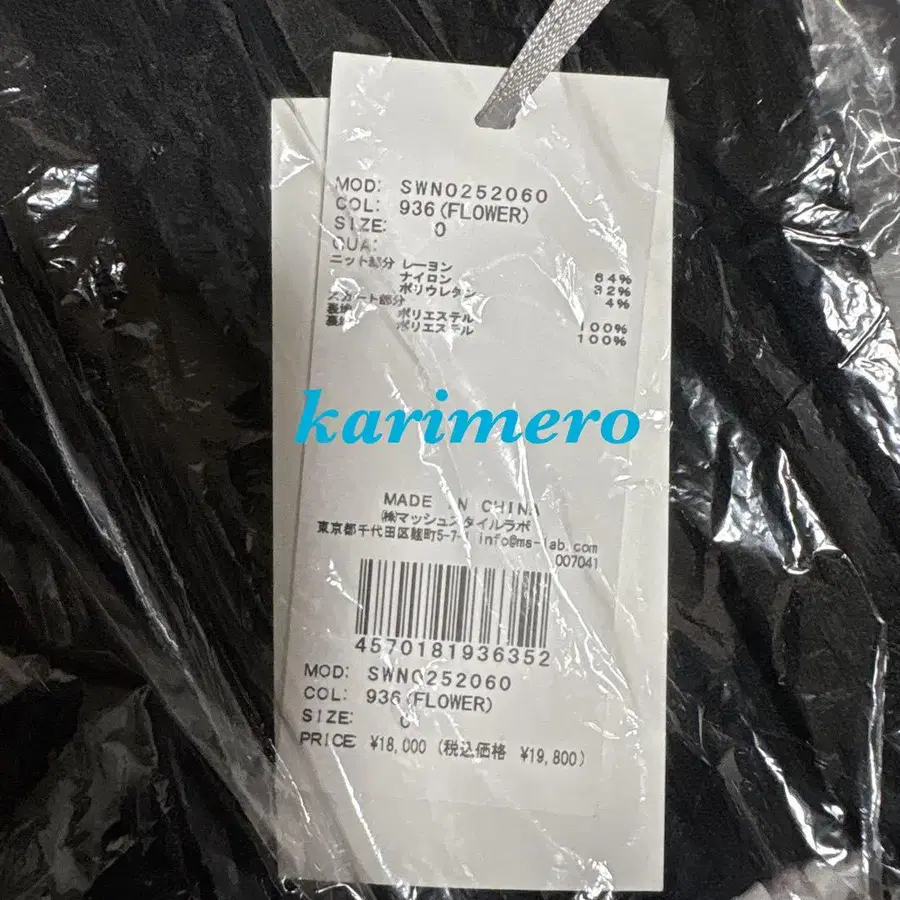 MOD: SWNO252060
COL: 936(FLOWER)
SIZE: 0
QUA:
ニット部分 レーヨン 64%
ナイロン 32%
ポリウレタン 4%
スカート部分
表地 ポリエステル 100%
裏地 ポリエステル 100%
karimero
MADE IN CHINA
㈱マッシュスタイルラボ
東京都千代田区麹町5-7-1 info@ms-lab.com
007041
4570181936352
MOD: SWNO252060
COL: 936(FLOWER)
SIZE: 0
PRICE ¥18,000 (税込価格 ¥19,800)